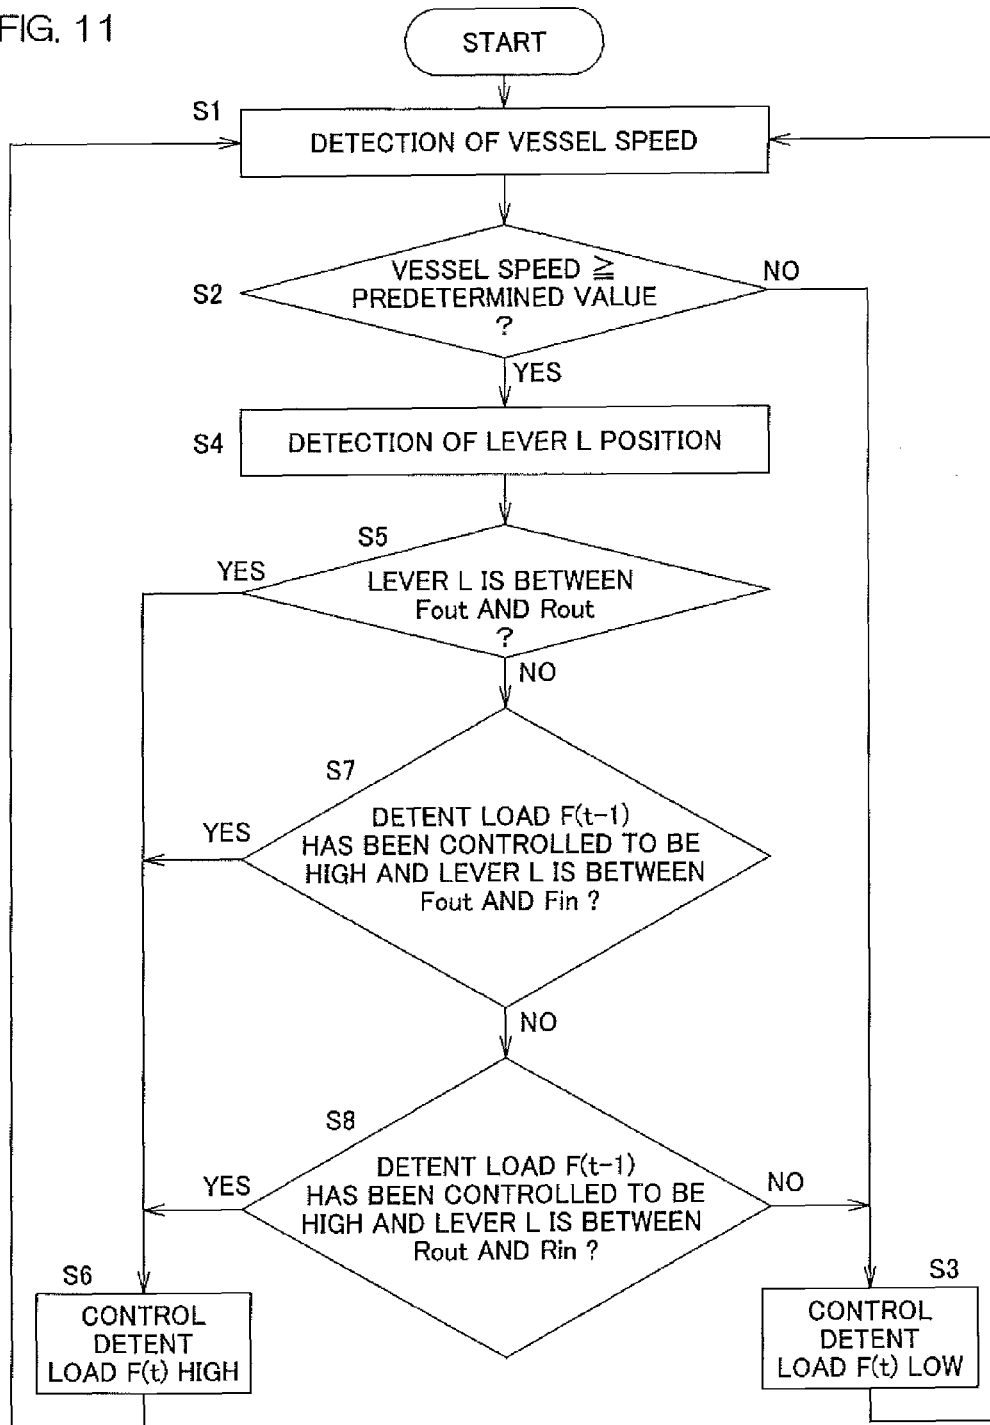 FIG. 11
START
S1
DETECTION OF VESSEL SPEED
S2
VESSEL SPEED ≧
PREDETERMINED VALUE
?
NO
YES
S4
DETECTION OF LEVER L POSITION
S5
YES
LEVER L IS BETWEEN
Fout AND Rout
?
NO
S7
YES
DETENT LOAD F(t-1)
HAS BEEN CONTROLLED TO BE
HIGH AND LEVER L IS BETWEEN
Fout AND Fin ?
NO
S8
YES
DETENT LOAD F(t-1)
HAS BEEN CONTROLLED TO BE
HIGH AND LEVER L IS BETWEEN
Rout AND Rin ?
NO
S6
CONTROL
DETENT
LOAD F(t) HIGH
S3
CONTROL
DETENT
LOAD F(t) LOW